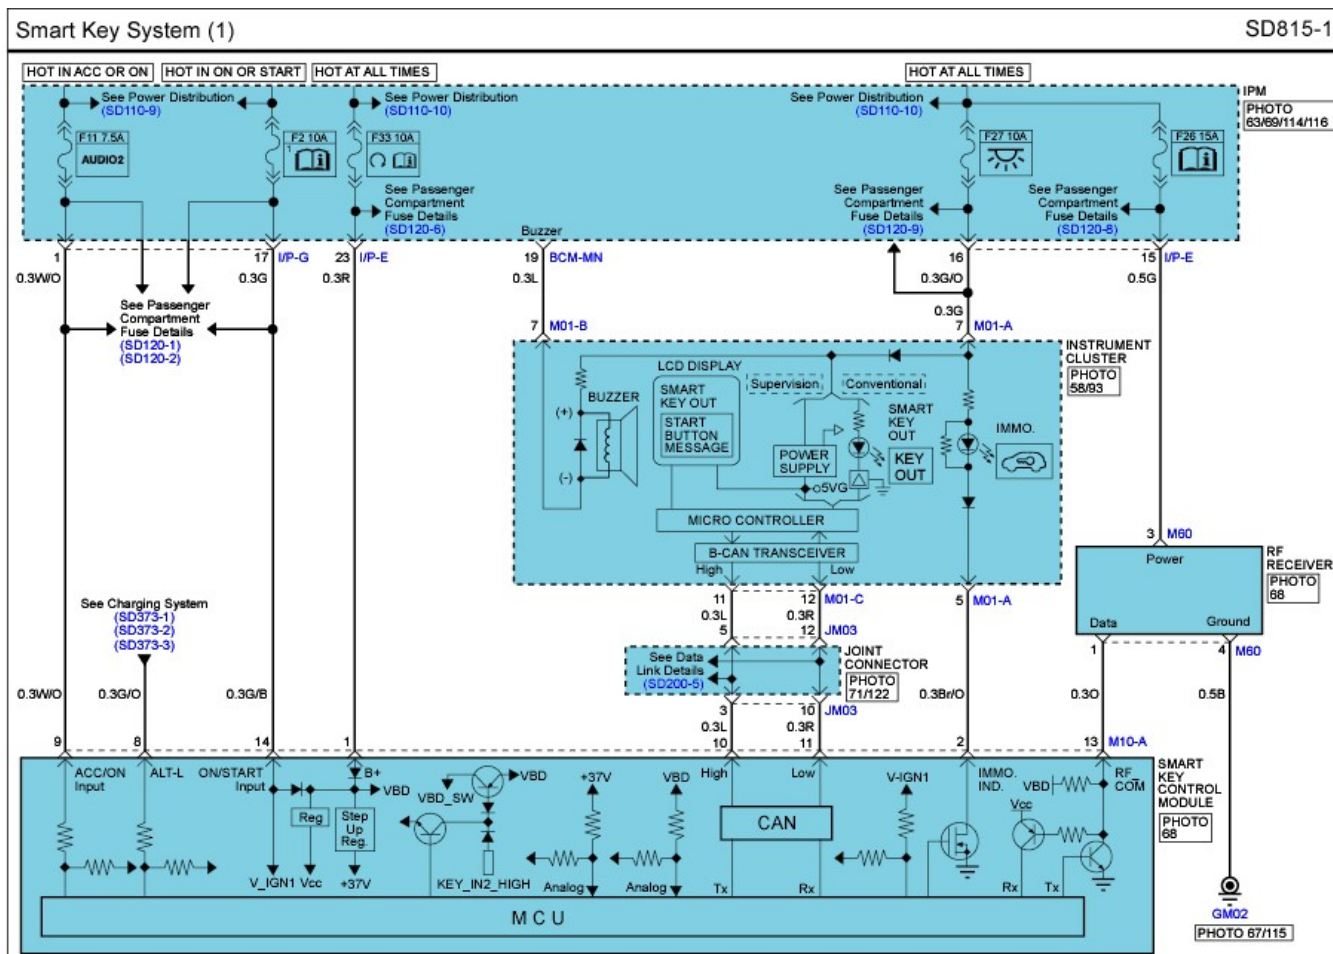 Smart Key System (1)
SD815-1
HOT IN ACC OR ON
HOT IN ON OR START
HOT AT ALL TIMES
HOT AT ALL TIMES
See Power Distribution
(SD110-9)
See Power Distribution
(SD110-10)
See Power Distribution
(SD110-10)
IPM
PHOTO
63/69/114/116
F11 7.5A
AUDIO2
F2 10A
1
F33 10A
F27 10A
F26 15A
See Passenger
Compartment
Fuse Details
(SD120-6)
See Passenger
Compartment
Fuse Details
(SD120-9)
See Passenger
Compartment
Fuse Details
(SD120-8)
Buzzer
1
17 I/P-G
23 I/P-E
19 BCM-MN
16
15 I/P-E
0.3W/O
0.3G
0.3R
0.3L
0.3G/O
0.5G
See Passenger
Compartment
Fuse Details
(SD120-1)
(SD120-2)
0.3G
7 M01-B
7 M01-A
INSTRUMENT
CLUSTER
PHOTO
58/93
LCD DISPLAY
SMART
KEY OUT
START
BUTTON
MESSAGE
BUZZER
(+)
(-)
Supervision
Conventional
SMART
KEY
OUT
KEY
OUT
POWER
SUPPLY
5VG
IMMO.
MICRO CONTROLLER
B-CAN TRANSCEIVER
High
Low
3 M60
Power
RF
RECEIVER
PHOTO
68
Data
Ground
11
12 M01-C
5 M01-A
0.3L
0.3R
5
12 JM03
1
4 M60
See Charging System
(SD373-1)
(SD373-2)
(SD373-3)
See Data
Link Details
(SD200-5)
JOINT
CONNECTOR
PHOTO
71/122
0.3W/O
0.3G/O
0.3G/B
0.3Br/O
0.3O
0.5B
3
10 JM03
0.3L
0.3R
9
8
14
1
10
11
2
13 M10-A
ACC/ON
Input
ALT-L
ON/START
Input
B+
VBD
VBD_SW
VBD
+37V
VBD
High
Low
V-IGN1
IMMO.
IND.
VBD
RF_
COM
SMART
KEY
CONTROL
MODULE
PHOTO
68
Reg
Step
Up
Reg.
CAN
Vcc
V_IGN1
Vcc
+37V
KEY_IN2_HIGH
Analog
Analog
Tx
Rx
Rx
Tx
MCU
GM02
PHOTO 67/115